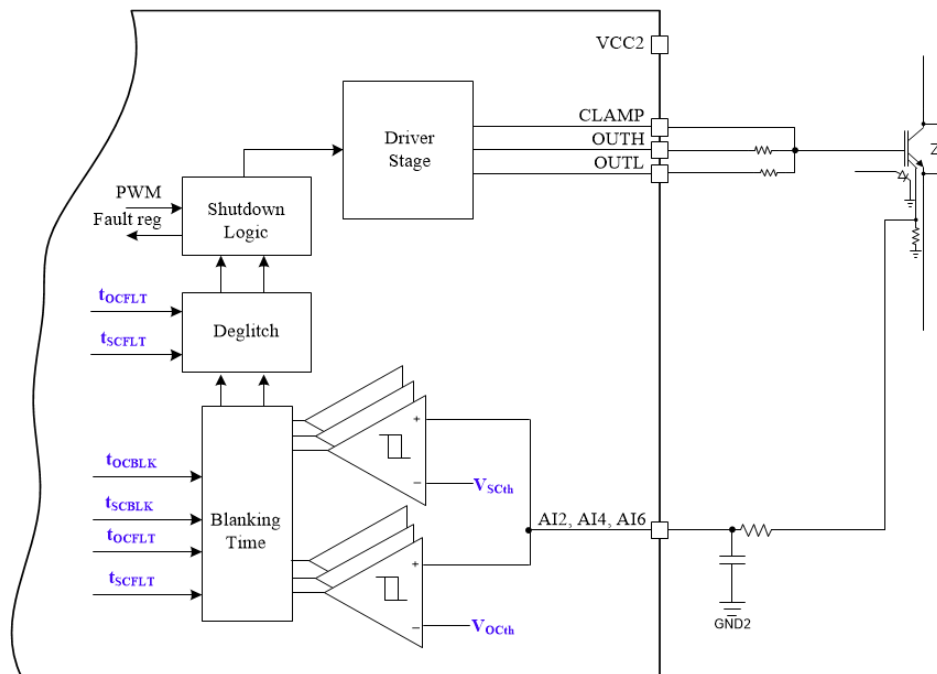 VCC2
CLAMP
OUTH
OUTL
Driver
Stage
PWM
Fault reg
Shutdown
Logic
tOCFLT
tSCFLT
Deglitch
+
−
VSCth
tOCBLK
tSCBLK
tOCFLT
tSCFLT
Blanking
Time
AI2, AI4, AI6
+
−
VOCth
GND2